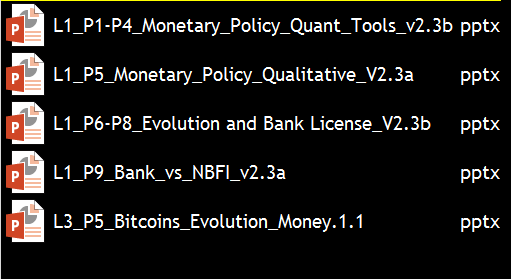 L1_P1-P4_Monetary_Policy_Quant_Tools_v2.3b pptx
L1_P5_Monetary_Policy_Qualitative_V2.3a pptx
L1_P6-P8_Evolution and Bank License_V2.3b pptx
L1_P9_Bank_vs_NBFI_v2.3a pptx
L3_P5_Bitcoins_Evolution_Money.1.1 pptx